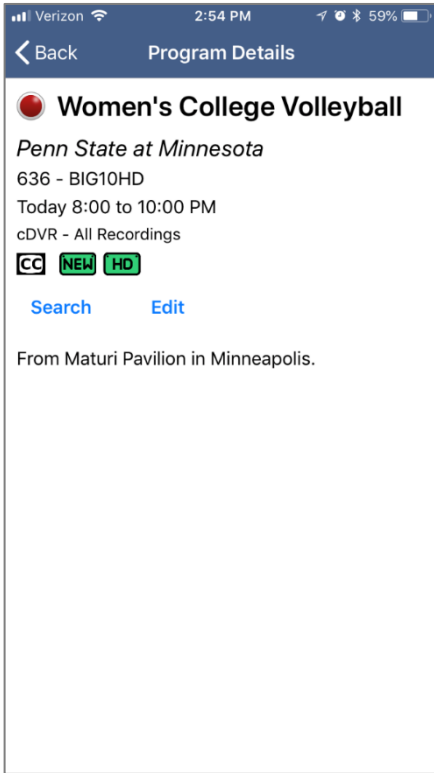 Verizon 2:54 PM 59%
Back Program Details
Women's College Volleyball
Penn State at Minnesota
636 - BIG10HD
Today 8:00 to 10:00 PM
cDVR - All Recordings
CC NEW HD
Search Edit
From Maturi Pavilion in Minneapolis.